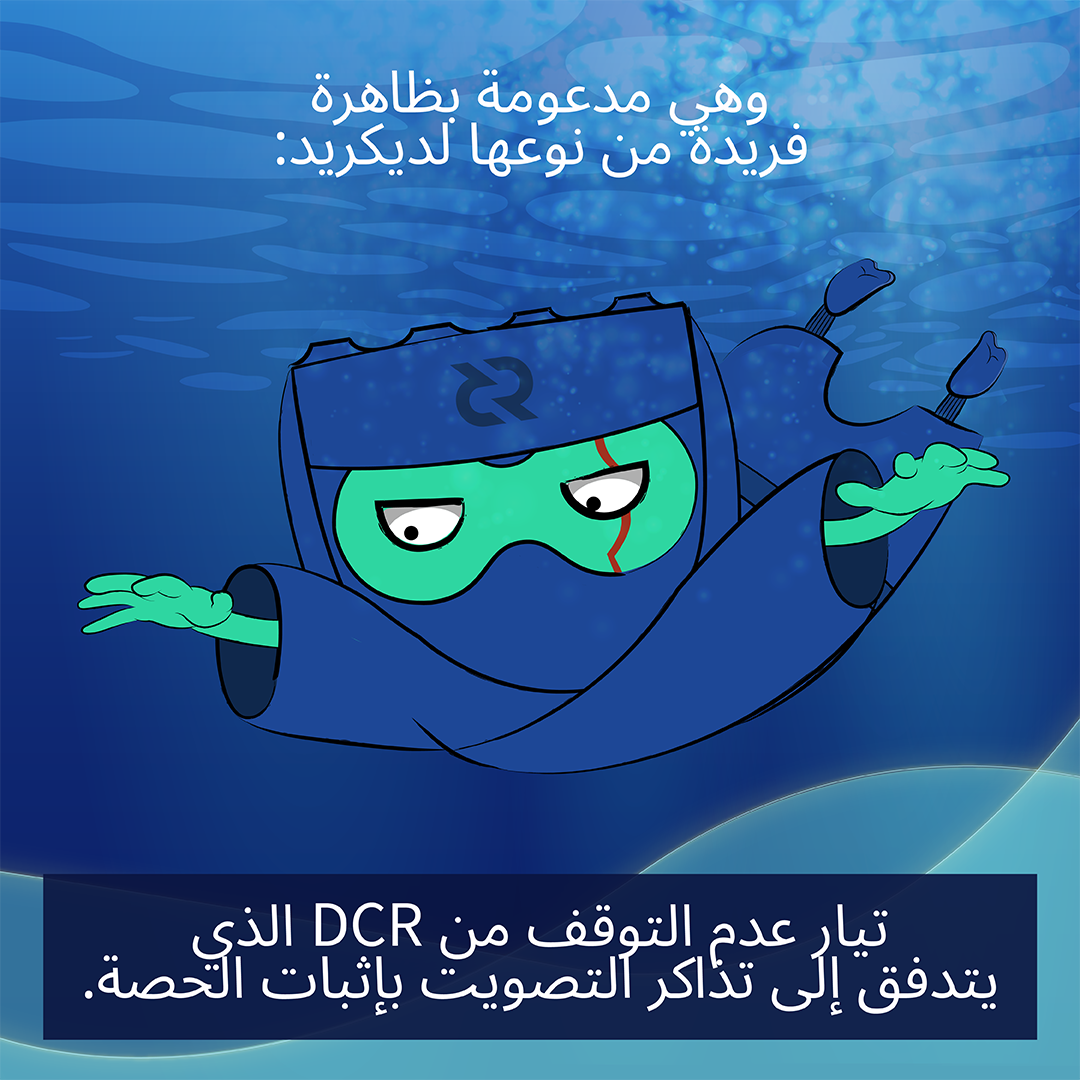 وهي مدعومة بظاهرة
فريدة من نوعها لديكريد:
تيار عدم التوقف من DCR الذي
يتدفق إلى تذاكر التصويت بإثبات الحصة.